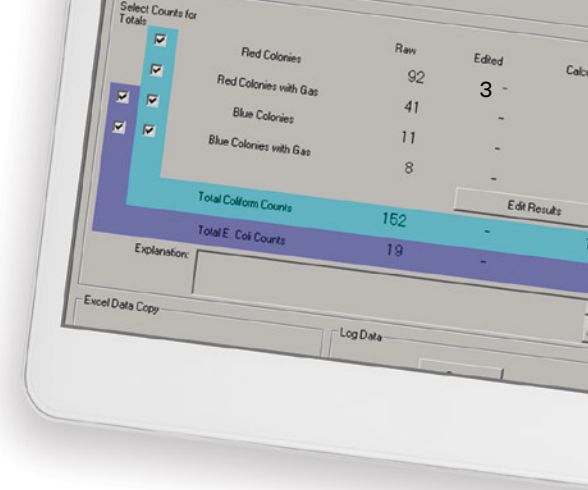 Select Counts for
Totals
Raw Edited
Red Colonies 92 3 -
Red Colonies with Gas 41 -
Blue Colonies 11 -
Blue Colonies with Gas 8 -
Edit Results
Total Coliform Counts 152 -
Total E. Coli Counts 19 -
Explanation:
Excel Data Copy
Log Data